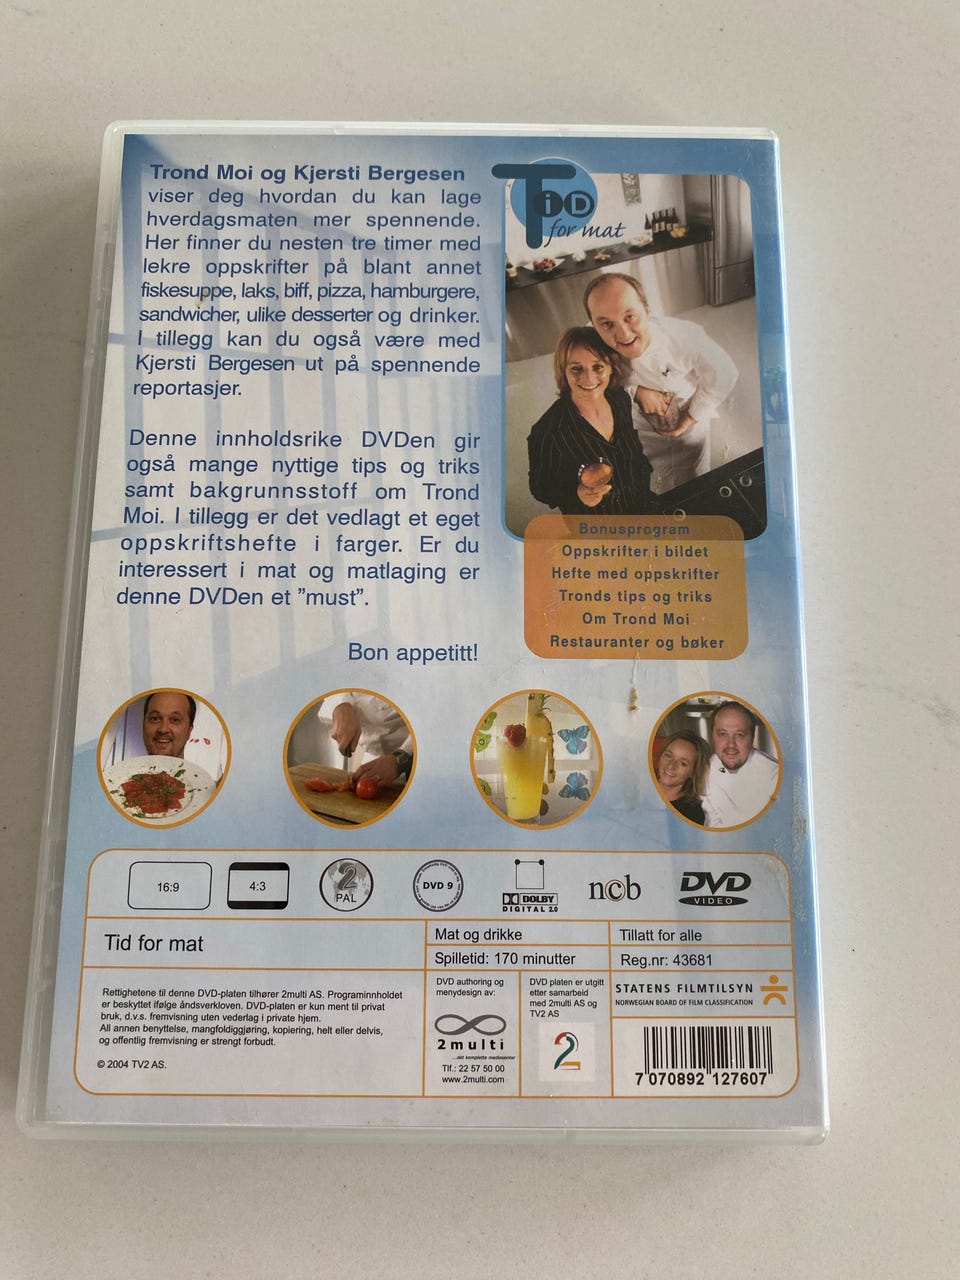 Trond Moi og Kjersti Bergesen
viser deg hvordan du kan lage
hverdagsmaten mer spennende.
Her finner du nesten tre timer med
lekre oppskrifter på blant annet
fiskesuppe, laks, biff, pizza, hamburgere,
sandwicher, ulike desserter og drinker.
I tillegg kan du også være med
Kjersti Bergesen ut på spennende
reportasjer.
Denne innholdsrike DVDen gir
også mange nyttige tips og triks
samt bakgrunnsstoff om Trond
Moi. I tillegg er det vedlagt et eget
oppskriftshefte i farger. Er du
interessert i mat og matlaging er
denne DVDen et ”must”.
Bon appetitt!
TiD
for mat
Bonusprogram
Oppskrifter i bildet
Hefte med oppskrifter
Tronds tips og triks
Om Trond Moi
Restauranter og bøker
16:9
4:3
2
PAL
DVD 9
DOLBY
DIGITAL 2.0
ncb
DVD
VIDEO
Tid for mat
Mat og drikke
Spilletid: 170 minutter
Tillatt for alle
Reg.nr: 43681
Rettighetene til denne DVD-platen tilhører 2multi AS. Programinnholdet
er beskyttet ifølge åndsverkloven. DVD-platen er kun ment til privat
bruk, d.v.s. fremvisning uten vederlag i private hjem.
All annen benyttelse, mangfoldiggjøring, kopiering, helt eller delvis,
og offentlig fremvisning er strengt forbudt.
© 2004 TV2 AS.
DVD authoring og
menydesign av:
2multi
...det komplette mediesenter
Tlf.: 22 57 50 00
www.2multi.com
DVD platen er utgitt
etter samarbeid
med 2multi AS og
TV2 AS
2
STATENS FILMTILSYN
NORWEGIAN BOARD OF FILM CLASSIFICATION
7 070892 127607